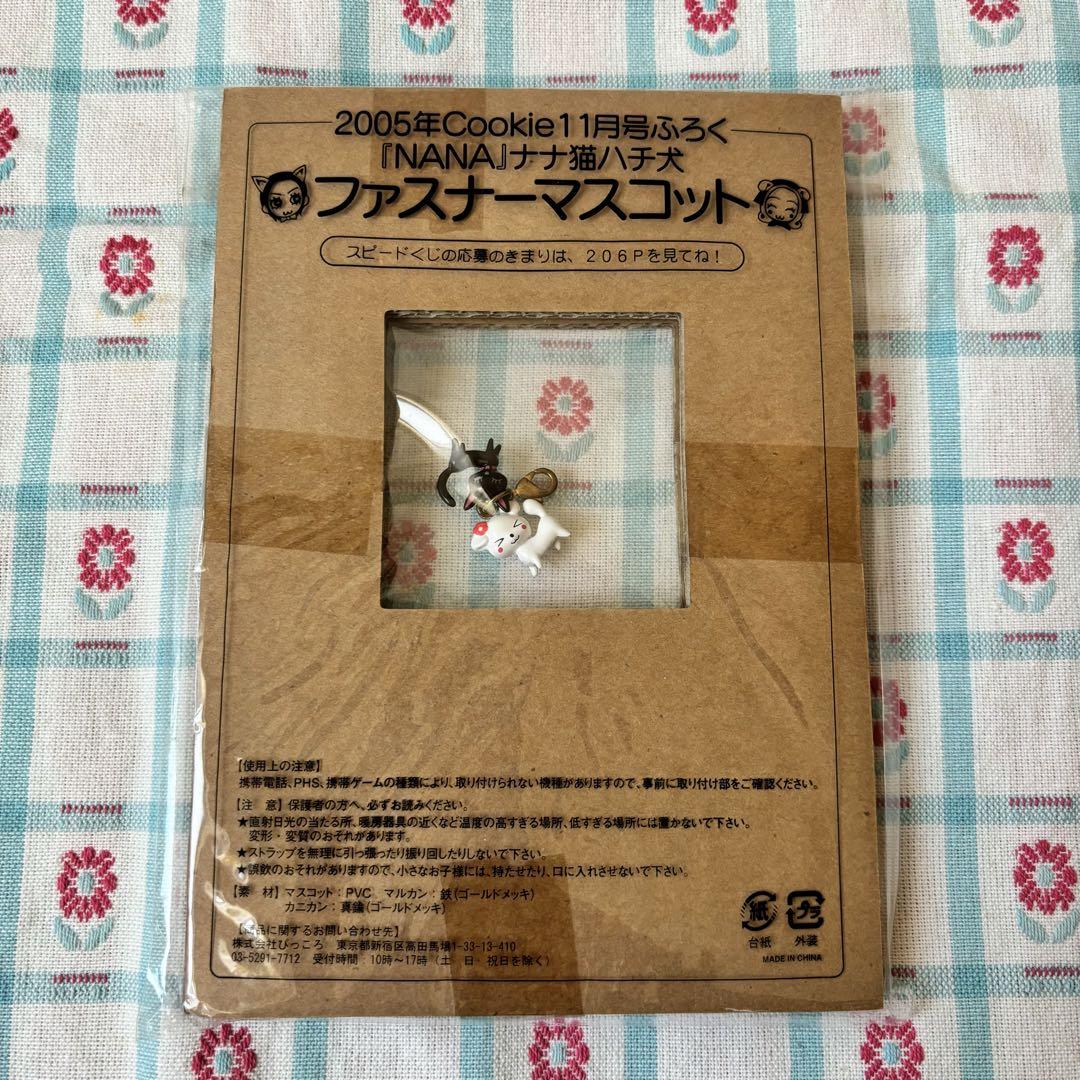 2005年Cookie11月号ふろく
『NANA』ナナ猫ハチ犬
ファスナーマスコット
スピードくじの応募のきまりは、206Pを見てね!
【使用上の注意】
携帯電話、PHS、携帯ゲームの種類により、取り付けられない機種がありますので、事前に取り付け部をご確認ください。
【注 意】保護者の方へ、必ずお読みください。
★直射日光の当たる所、暖房器具の近くなど温度の高すぎる場所、低すぎる場所には置かないで下さい。
変形・変質のおそれがあります。
★ストラップを無理に引っ張ったり振り回したりしないで下さい。
★誤飲のおそれがありますので、小さなお子様には、持たせたり、口に入れさせないで下さい。
【素 材】マスコット:PVC マルカン:鉄(ゴールドメッキ)
カニカン:真鍮(ゴールドメッキ)
【商品に関するお問い合わせ先】
株式会社ぴっころ 東京都新宿区高田馬場1-33-13-410
03-5291-7712 受付時間:10時〜17時(土・日・祝日を除く)
紙 プラ
台紙 外装
MADE IN CHINA